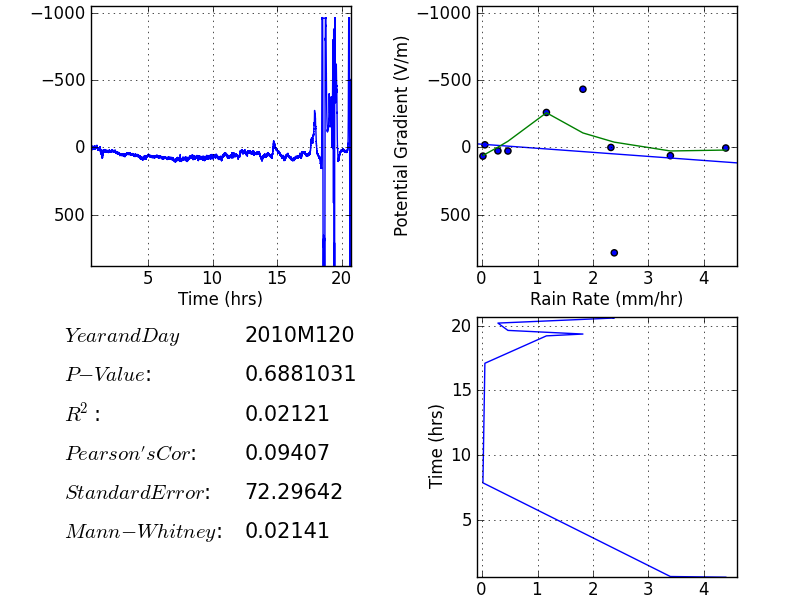 −1000
−500
0
500
5 10 15 20
Time (hrs)
Potential Gradient (V/m)
−1000
−500
0
500
0 1 2 3 4
Rain Rate (mm/hr)
YearandDay 2010M120
P−Value: 0.6881031
R²: 0.02121
Pearson'sCor: 0.09407
StandardError: 72.29642
Mann−Whitney: 0.02141
Time (hrs)
20
15
10
5
0 1 2 3 4